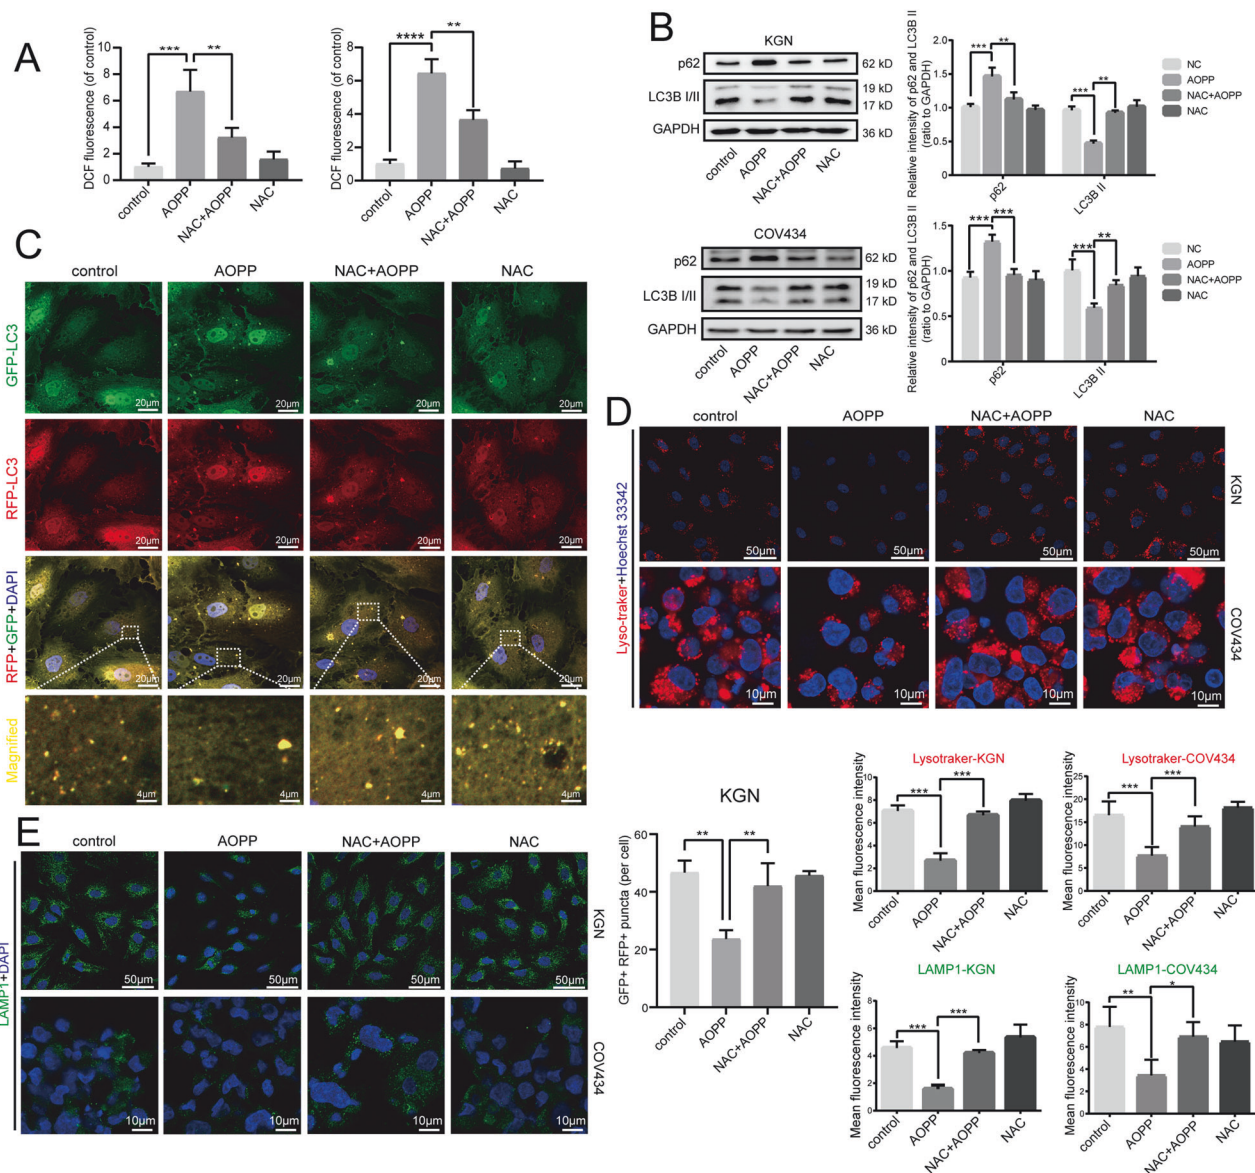 A
DCF fluorescence (of control)
10
8
6
4
2
0
***
**
control
AOPP
NAC+AOPP
NAC
DCF fluorescence (of control)
10
8
6
4
2
0
****
**
control
AOPP
NAC+AOPP
NAC
B
KGN
p62
62 kD
LC3B I/II
19 kD
17 kD
GAPDH
36 kD
control
AOPP
NAC+AOPP
NAC
Relative intensity of p62 and LC3B II
(ratio to GAPDH)
2.0
1.5
1.0
0.5
0.0
***
**
***
**
p62
LC3B II
NC
AOPP
NAC+AOPP
NAC
COV434
p62
62 kD
LC3B I/II
19 kD
17 kD
GAPDH
36 kD
control
AOPP
NAC+AOPP
NAC
Relative intensity of p62 and LC3B II
(ratio to GAPDH)
1.5
1.0
0.5
0.0
***
***
***
**
p62
LC3B II
NC
AOPP
NAC+AOPP
NAC
C
control
AOPP
NAC+AOPP
NAC
GFP-LC3
20μm
20μm
20μm
20μm
RFP-LC3
20μm
20μm
20μm
20μm
RFP+GFP+DAPI
20μm
20μm
20μm
20μm
Magnified
4μm
4μm
4μm
4μm
D
control
AOPP
NAC+AOPP
NAC
Lyso-traker+Hoechst 33342
50μm
50μm
50μm
50μm
KGN
10μm
10μm
10μm
10μm
COV434
KGN
GFP+ RFP+ puncta (per cell)
60
40
20
0
**
**
control
AOPP
NAC+AOPP
NAC
Lysotraker-KGN
Mean fluorescence intensity
10
8
6
4
2
0
***
***
control
AOPP
NAC+AOPP
NAC
Lysotraker-COV434
Mean fluorescence intensity
25
20
15
10
5
0
***
***
control
AOPP
NAC+AOPP
NAC
LAMP1-KGN
Mean fluorescence intensity
8
6
4
2
0
***
***
control
AOPP
NAC+AOPP
NAC
LAMP1-COV434
Mean fluorescence intensity
10
8
6
4
2
0
**
*
control
AOPP
NAC+AOPP
NAC
E
control
AOPP
NAC+AOPP
NAC
LAMP1+DAPI
50μm
50μm
50μm
50μm
KGN
10μm
10μm
10μm
10μm
COV434